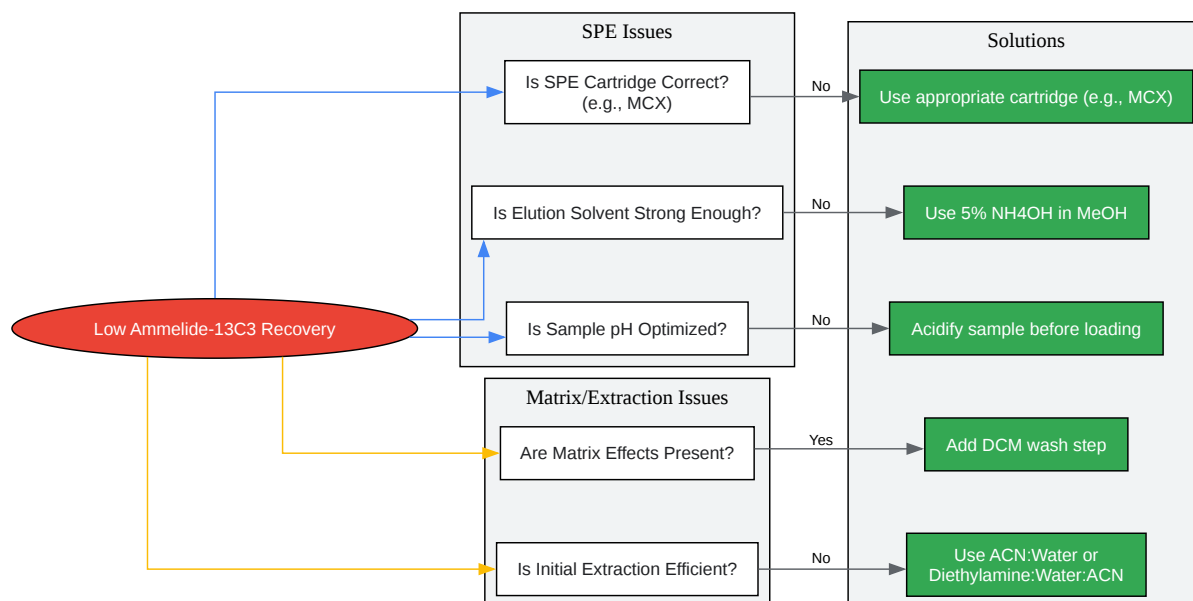 SPE Issues
Solutions
Is SPE Cartridge Correct?
(e.g., MCX)
No
Use appropriate cartridge (e.g., MCX)
Is Elution Solvent Strong Enough?
No
Use 5% NH4OH in MeOH
Low Ammelide-13C3 Recovery
Is Sample pH Optimized?
No
Acidify sample before loading
Matrix/Extraction Issues
Are Matrix Effects Present?
Yes
Add DCM wash step
Is Initial Extraction Efficient?
No
Use ACN:Water or
Diethylamine:Water:ACN